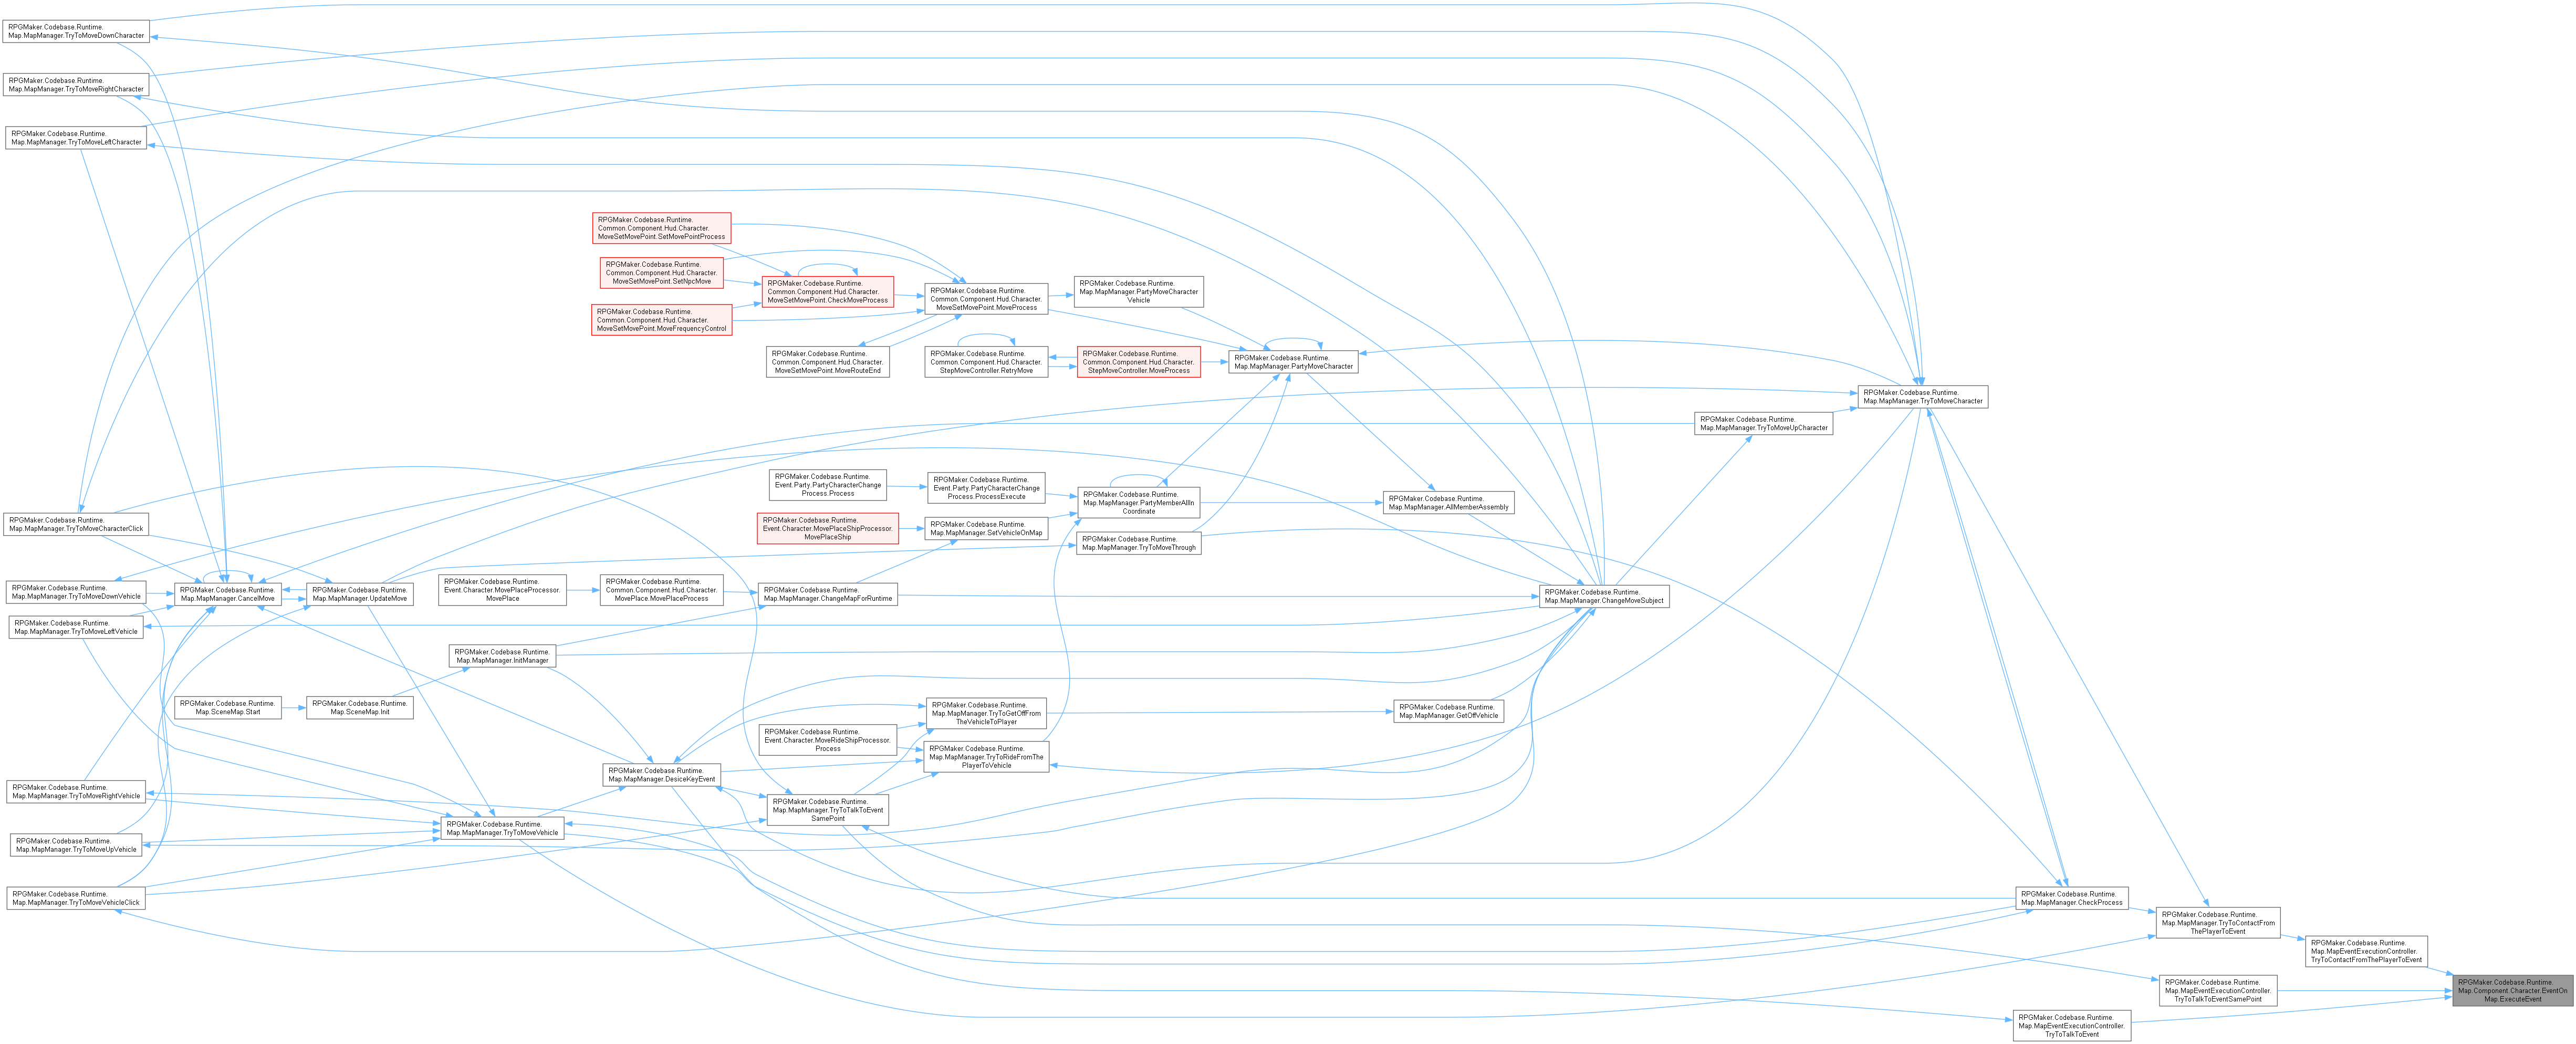 RPGMaker.Codebase.Runtime.
Map.MapManager.TryToMoveDownCharacter
RPGMaker.Codebase.Runtime.
Map.MapManager.TryToMoveRightCharacter
RPGMaker.Codebase.Runtime.
Map.MapManager.TryToMoveLeftCharacter
RPGMaker.Codebase.Runtime.
Map.MapManager.TryToMoveCharacterClick
RPGMaker.Codebase.Runtime.
Map.MapManager.TryToMoveDownVehicle
RPGMaker.Codebase.Runtime.
Map.MapManager.TryToMoveLeftVehicle
RPGMaker.Codebase.Runtime.
Map.MapManager.TryToMoveRightVehicle
RPGMaker.Codebase.Runtime.
Map.MapManager.TryToMoveUpVehicle
RPGMaker.Codebase.Runtime.
Map.MapManager.TryToMoveVehicleClick
RPGMaker.Codebase.Runtime.
Map.MapManager.CancelMove
RPGMaker.Codebase.Runtime.
Map.SceneMap.Start
RPGMaker.Codebase.Runtime.
Map.MapManager.UpdateMove
RPGMaker.Codebase.Runtime.
Map.SceneMap.Init
RPGMaker.Codebase.Runtime.
Event.Character.MovePlaceProcessor.
MovePlace
RPGMaker.Codebase.Runtime.
Map.MapManager.InitManager
RPGMaker.Codebase.Runtime.
Map.MapManager.TryToMoveVehicle
RPGMaker.Codebase.Runtime.
Common.Component.Hud.Character.
MoveSetMovePoint.SetMovePointProcess
RPGMaker.Codebase.Runtime.
Common.Component.Hud.Character.
MoveSetMovePoint.SetNpcMove
RPGMaker.Codebase.Runtime.
Common.Component.Hud.Character.
MoveSetMovePoint.MoveFrequencyControl
RPGMaker.Codebase.Runtime.
Common.Component.Hud.Character.
MovePlace.MovePlaceProcess
RPGMaker.Codebase.Runtime.
Map.MapManager.DesiceKeyEvent
RPGMaker.Codebase.Runtime.
Common.Component.Hud.Character.
MoveSetMovePoint.CheckMoveProcess
RPGMaker.Codebase.Runtime.
Common.Component.Hud.Character.
MoveSetMovePoint.MoveRouteEnd
RPGMaker.Codebase.Runtime.
Event.Party.PartyCharacterChange
Process.Process
RPGMaker.Codebase.Runtime.
Event.Character.MovePlaceShipProcessor.
MovePlaceShip
RPGMaker.Codebase.Runtime.
Map.MapManager.ChangeMapForRuntime
RPGMaker.Codebase.Runtime.
Event.Character.MoveRideShipProcessor.
Process
RPGMaker.Codebase.Runtime.
Map.MapManager.TryToTalkToEvent
SamePoint
RPGMaker.Codebase.Runtime.
Common.Component.Hud.Character.
MoveSetMovePoint.MoveProcess
RPGMaker.Codebase.Runtime.
Common.Component.Hud.Character.
StepMoveController.RetryMove
RPGMaker.Codebase.Runtime.
Event.Party.PartyCharacterChange
Process.ProcessExecute
RPGMaker.Codebase.Runtime.
Map.MapManager.SetVehicleOnMap
RPGMaker.Codebase.Runtime.
Map.MapManager.TryToGetOffFrom
TheVehicleToPlayer
RPGMaker.Codebase.Runtime.
Map.MapManager.TryToRideFromThe
PlayerToVehicle
RPGMaker.Codebase.Runtime.
Map.MapManager.PartyMoveCharacter
Vehicle
RPGMaker.Codebase.Runtime.
Common.Component.Hud.Character.
StepMoveController.MoveProcess
RPGMaker.Codebase.Runtime.
Map.MapManager.PartyMemberAllIn
Coordinate
RPGMaker.Codebase.Runtime.
Map.MapManager.TryToMoveThrough
RPGMaker.Codebase.Runtime.
Map.MapManager.PartyMoveCharacter
RPGMaker.Codebase.Runtime.
Map.MapManager.AllMemberAssembly
RPGMaker.Codebase.Runtime.
Map.MapManager.GetOffVehicle
RPGMaker.Codebase.Runtime.
Map.MapManager.ChangeMoveSubject
RPGMaker.Codebase.Runtime.
Map.MapManager.TryToMoveUpCharacter
RPGMaker.Codebase.Runtime.
Map.MapManager.TryToMoveCharacter
RPGMaker.Codebase.Runtime.
Map.MapManager.CheckProcess
RPGMaker.Codebase.Runtime.
Map.MapManager.TryToContactFrom
ThePlayerToEvent
RPGMaker.Codebase.Runtime.
Map.MapEventExecutionController.
TryToTalkToEventSamePoint
RPGMaker.Codebase.Runtime.
Map.MapEventExecutionController.
TryToTalkToEvent
RPGMaker.Codebase.Runtime.
Map.MapEventExecutionController.
TryToContactFromThePlayerToEvent
RPGMaker.Codebase.Runtime.
Map.Component.Character.EventOn
Map.ExecuteEvent